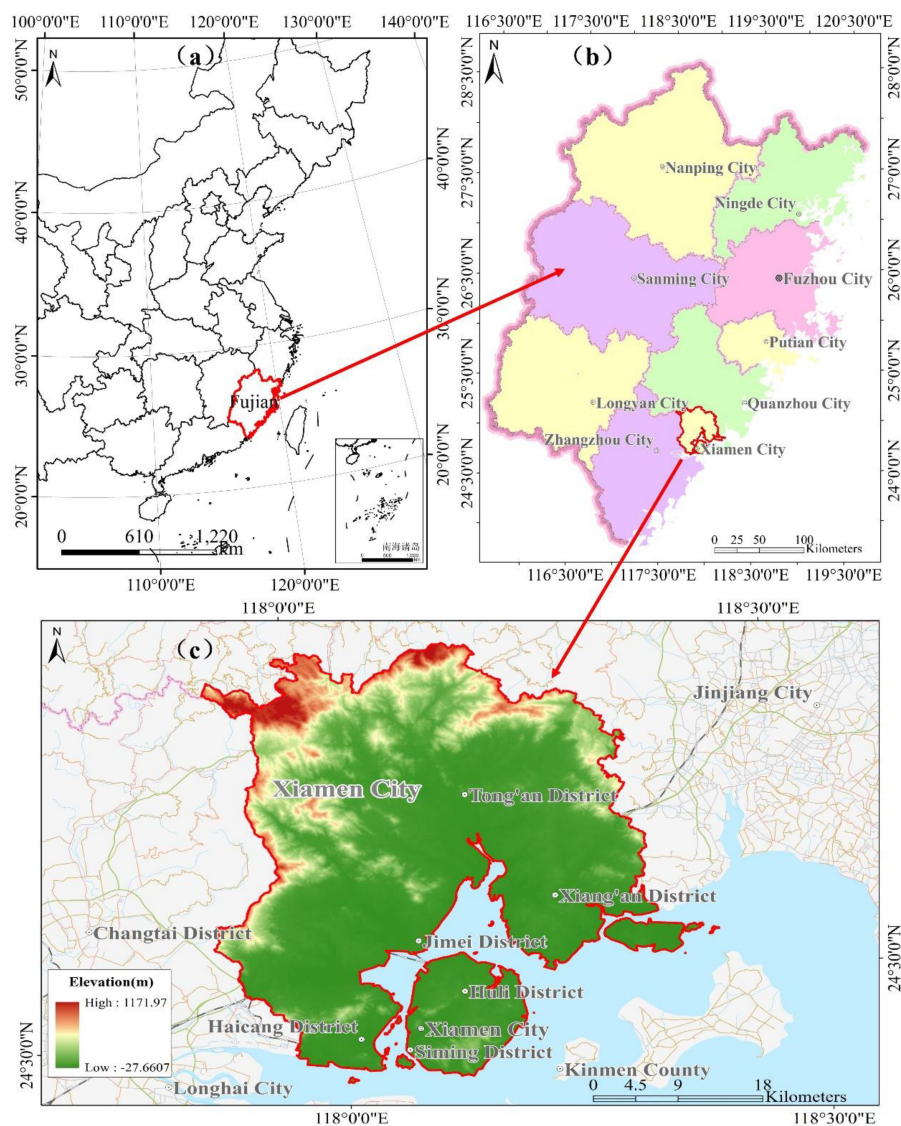 100°0'0"E 110°0'0"E 120°0'0"E 130°0'0"E 140°0'0"E
N
(a)
50°0'0"N
40°0'0"N
30°0'0"N
20°0'0"N
50°0'0"N
40°0'0"N
30°0'0"N
20°0'0"N
Fujian
0 610 1,220
km
南海诸岛
110°0'0"E 120°0'0"E
116°30'0"E 117°30'0"E 118°30'0"E 119°30'0"E 120°30'0"E
N
(b)
28°30'0"N
27°30'0"N
26°30'0"N
25°30'0"N
24°30'0"N
28°0'0"N
27°0'0"N
26°0'0"N
25°0'0"N
24°0'0"N
Nanping City
Ningde City
Sanming City
Fuzhou City
Putian City
Longyan City
Quanzhou City
Zhangzhou City
Xiamen City
0 25 50 100
Kilometers
116°30'0"E 117°30'0"E 118°30'0"E 119°30'0"E
118°0'0"E 118°30'0"E
N
(c)
Jinjiang City
Xiamen City
Tong'an District
Xiang'an District
Changtai District
Jimei District
24°30'0"N
Elevation(m)
High : 1171.97
Low : -27.6607
Huli District
Haicang District
Xiamen City
Siming District
24°30'0"N
Kinmen County
Longhai City
0 4.5 9 18
Kilometers
118°0'0"E 118°30'0"E